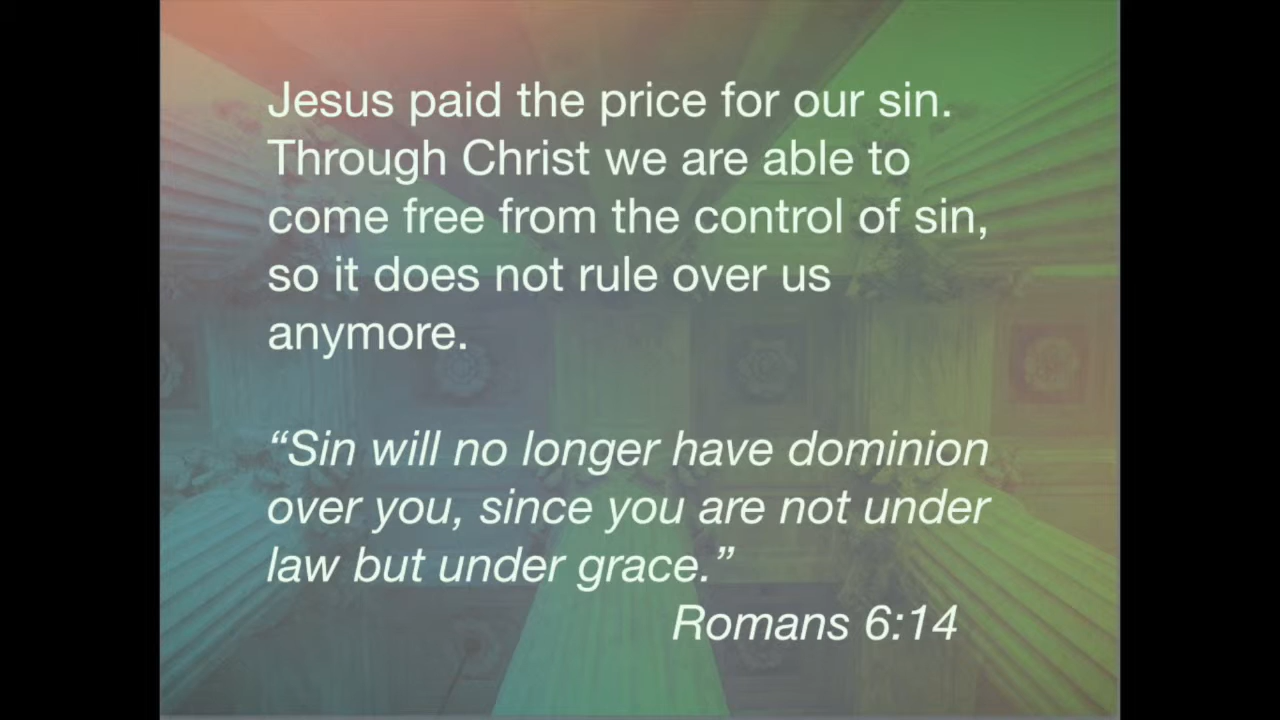 Jesus paid the price for our sin.
Through Christ we are able to
come free from the control of sin,
so it does not rule over us
anymore.
“Sin will no longer have dominion
over you, since you are not under
law but under grace.”
Romans 6:14